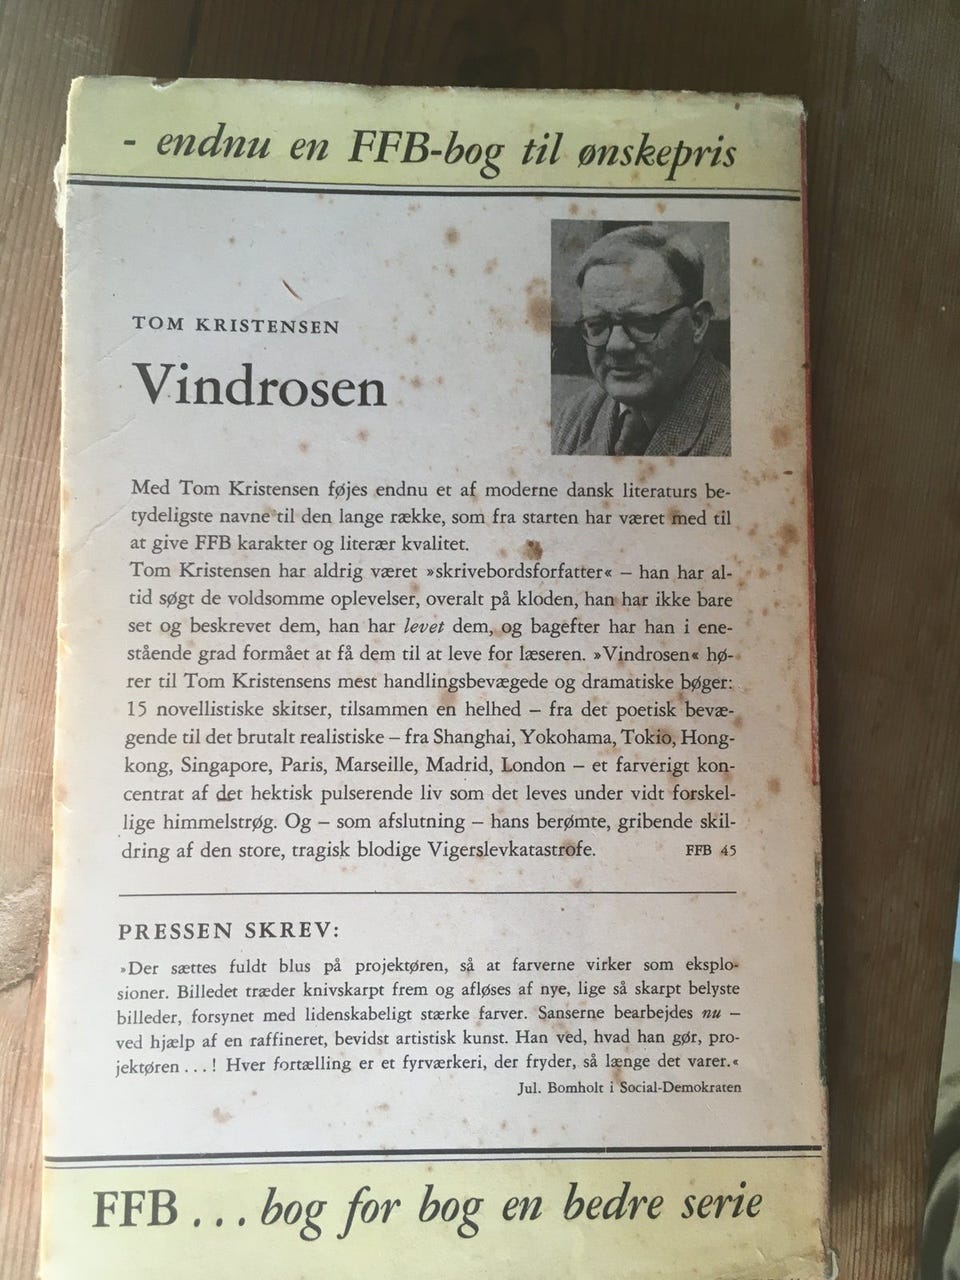 - endnu en FFB-bog til ønskepris
TOM KRISTENSEN
Vindrosen
Med Tom Kristensen føjes endnu et af moderne dansk literaturs be-
tydeligste navne til den lange række, som fra starten har været med til
at give FFB karakter og literær kvalitet.
Tom Kristensen har aldrig været »skrivebordsforfatter« – han har al-
tid søgt de voldsomme oplevelser, overalt på kloden, han har ikke bare
set og beskrevet dem, han har levet dem, og bagefter har han i ene-
stående grad formået at få dem til at leve for læseren. »Vindrosen« hø-
rer til Tom Kristensens mest handlingsbevægede og dramatiske bøger:
15 novellistiske skitser, tilsammen en helhed – fra det poetisk bevæ-
gende til det brutalt realistiske – fra Shanghai, Yokohama, Tokio, Hong-
kong, Singapore, Paris, Marseille, Madrid, London – et farverigt kon-
centrat af det hektisk pulserende liv som det leves under vidt forskel-
lige himmelstrøg. Og – som afslutning – hans berømte, gribende skil-
dring af den store, tragisk blodige Vigerslevkatastrofe. FFB 45
PRESSEN SKREV:
»Der sættes fuldt blus på projektøren, så at farverne virker som eksplo-
sioner. Billedet træder knivskarpt frem og afløses af nye, lige så skarpt belyste
billeder, forsynet med lidenskabeligt stærke farver. Sanserne bearbejdes nu –
ved hjælp af en raffineret, bevidst artistisk kunst. Han ved, hvad han gør, pro-
jektøren . . . ! Hver fortælling er et fyrværkeri, der fryder, så længe det varer.«
Jul. Bomholt i Social-Demokraten
FFB . . . bog for bog en bedre serie